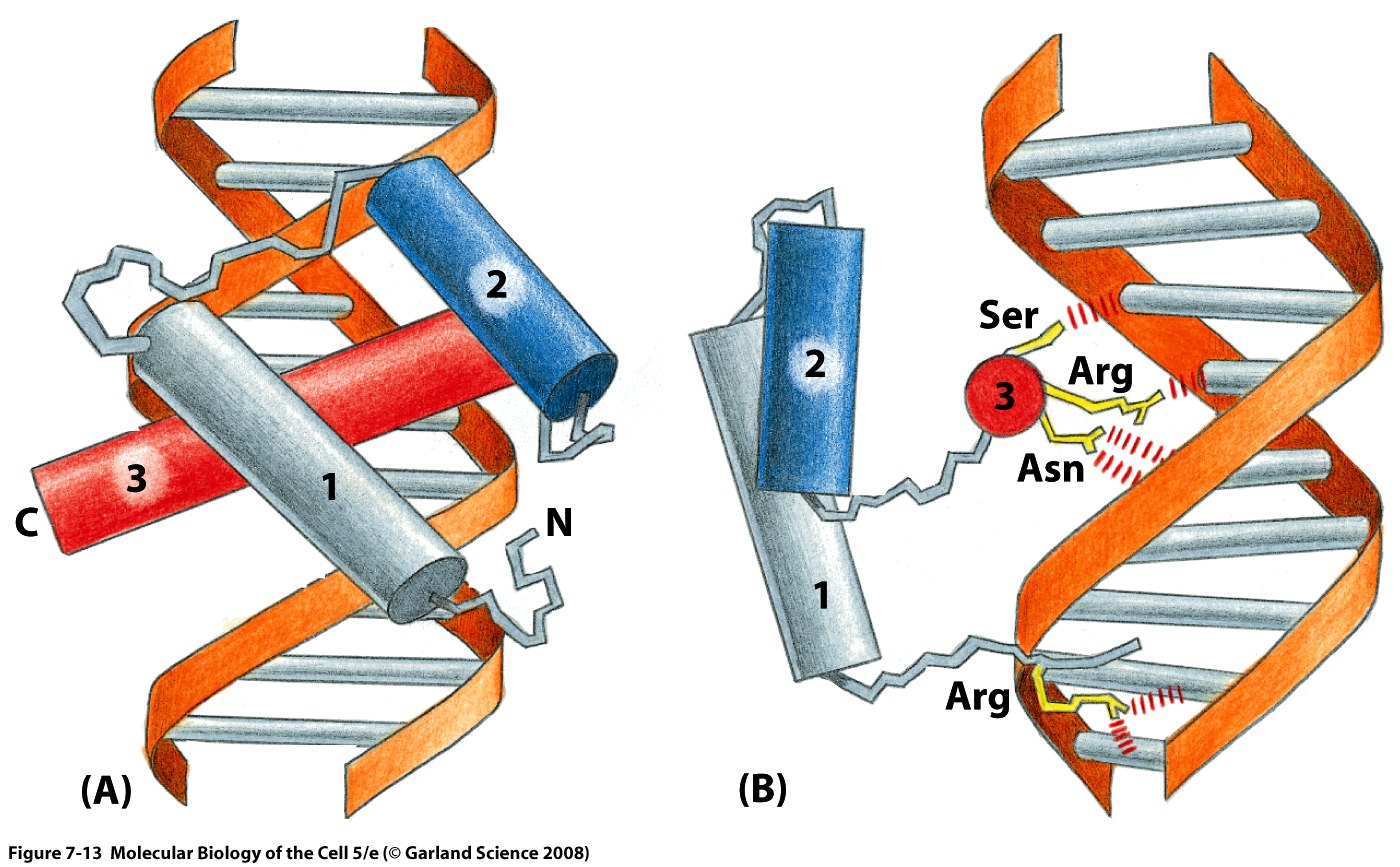 2
3
1
C
N
(A)
Ser
2
3
Arg
Asn
1
Arg
(B)
Figure 7-13 Molecular Biology of the Cell 5/e (© Garland Science 2008)